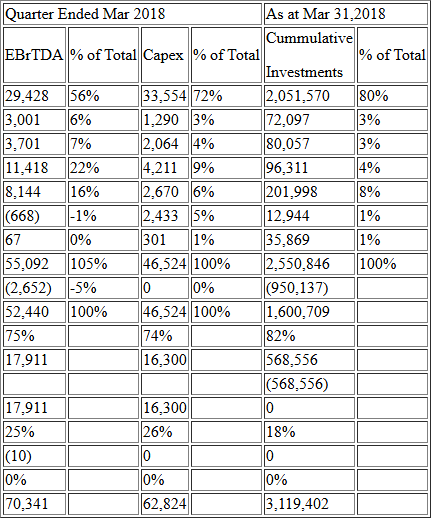 Quarter Ended Mar 2018 As at Mar 31,2018
EBrTDA % of Total Capex % of Total Cummulative Investments % of Total
29,428 56% 33,554 72% 2,051,570 80%
3,001 6% 1,290 3% 72,097 3%
3,701 7% 2,064 4% 80,057 3%
11,418 22% 4,211 9% 96,311 4%
8,144 16% 2,670 6% 201,998 8%
(668) -1% 2,433 5% 12,944 1%
67 0% 301 1% 35,869 1%
55,092 105% 46,524 100% 2,550,846 100%
(2,652) -5% 0 0% (950,137)
52,440 100% 46,524 100% 1,600,709
75% 74% 82%
17,911 16,300 568,556
(568,556)
17,911 16,300 0
25% 26% 18%
(10) 0 0
0% 0% 0%
70,341 62,824 3,119,402